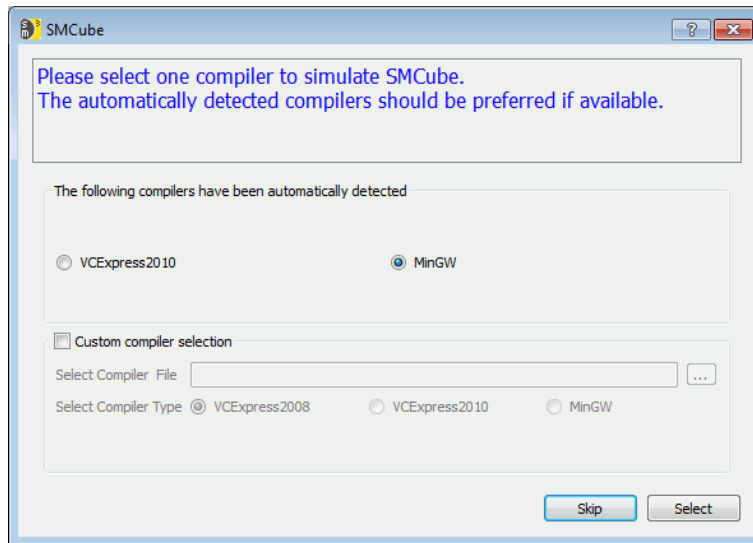 SMCube
Please select one compiler to simulate SMCube.
The automatically detected compilers should be preferred if available.
The following compilers have been automatically detected
VCExpress2010 MinGW
Custom compiler selection
Select Compiler File ...
Select Compiler Type VCExpress2008 VCExpress2010 MinGW
Skip Select